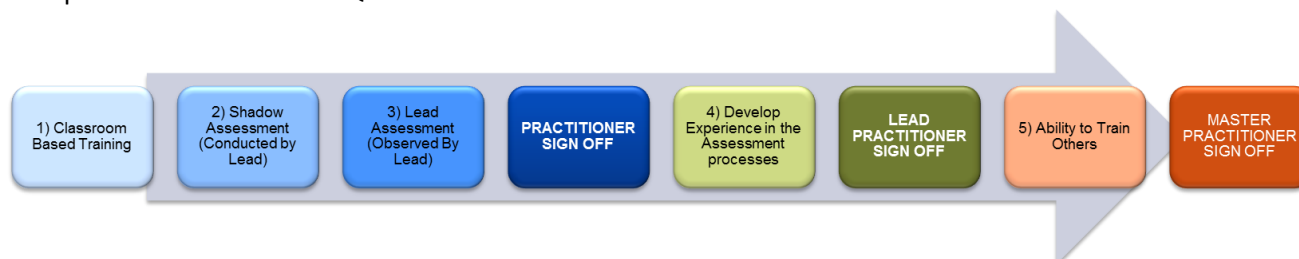 1) Classroom
Based Training
2) Shadow
Assessment
(Conducted by
Lead)
3) Lead
Assessment
(Observed By
Lead)
PRACTITIONER
SIGN OFF
4) Develop
Experience in the
Assessment
processes
LEAD
PRACTITIONER
SIGN OFF
5) Ability to Train
Others
MASTER
PRACTITIONER
SIGN OFF